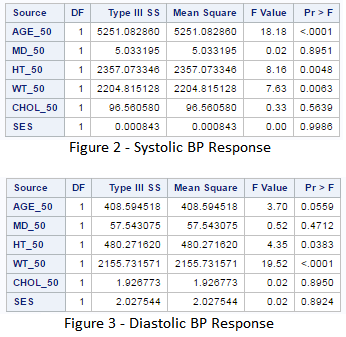 Source DF Type III SS Mean Square F Value Pr > F
AGE_50 1 5251.082860 5251.082860 18.18 <.0001
MD_50 1 5.033195 5.033195 0.02 0.8951
HT_50 1 2357.073346 2357.073346 8.16 0.0048
WT_50 1 2204.815128 2204.815128 7.63 0.0063
CHOL_50 1 96.560580 96.560580 0.33 0.5639
SES 1 0.000843 0.000843 0.00 0.9986
Figure 2 - Systolic BP Response
Source DF Type III SS Mean Square F Value Pr > F
AGE_50 1 408.594518 408.594518 3.70 0.0559
MD_50 1 57.543075 57.543075 0.52 0.4712
HT_50 1 480.271620 480.271620 4.35 0.0383
WT_50 1 2155.731571 2155.731571 19.52 <.0001
CHOL_50 1 1.926773 1.926773 0.02 0.8950
SES 1 2.027544 2.027544 0.02 0.8924
Figure 3 - Diastolic BP Response